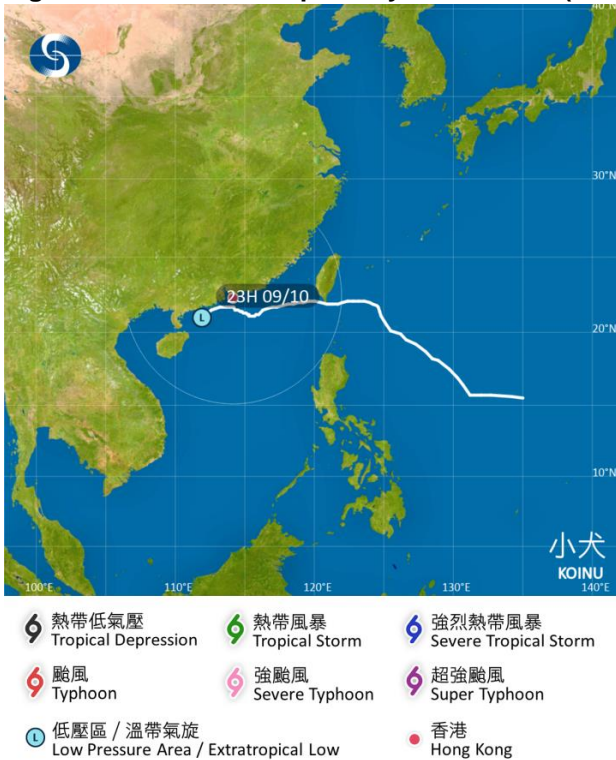 40°N
30°N
23H 09/10
L
20°N
10°N
小犬
KOINU
100°E 110°E 120°E 130°E 140°E
熱帶低氣壓
Tropical Depression
熱帶風暴
Tropical Storm
強烈熱帶風暴
Severe Tropical Storm
颱風
Typhoon
強颱風
Severe Typhoon
超強颱風
Super Typhoon
L
低壓區 / 溫帶氣旋
Low Pressure Area / Extratropical Low
香港
Hong Kong